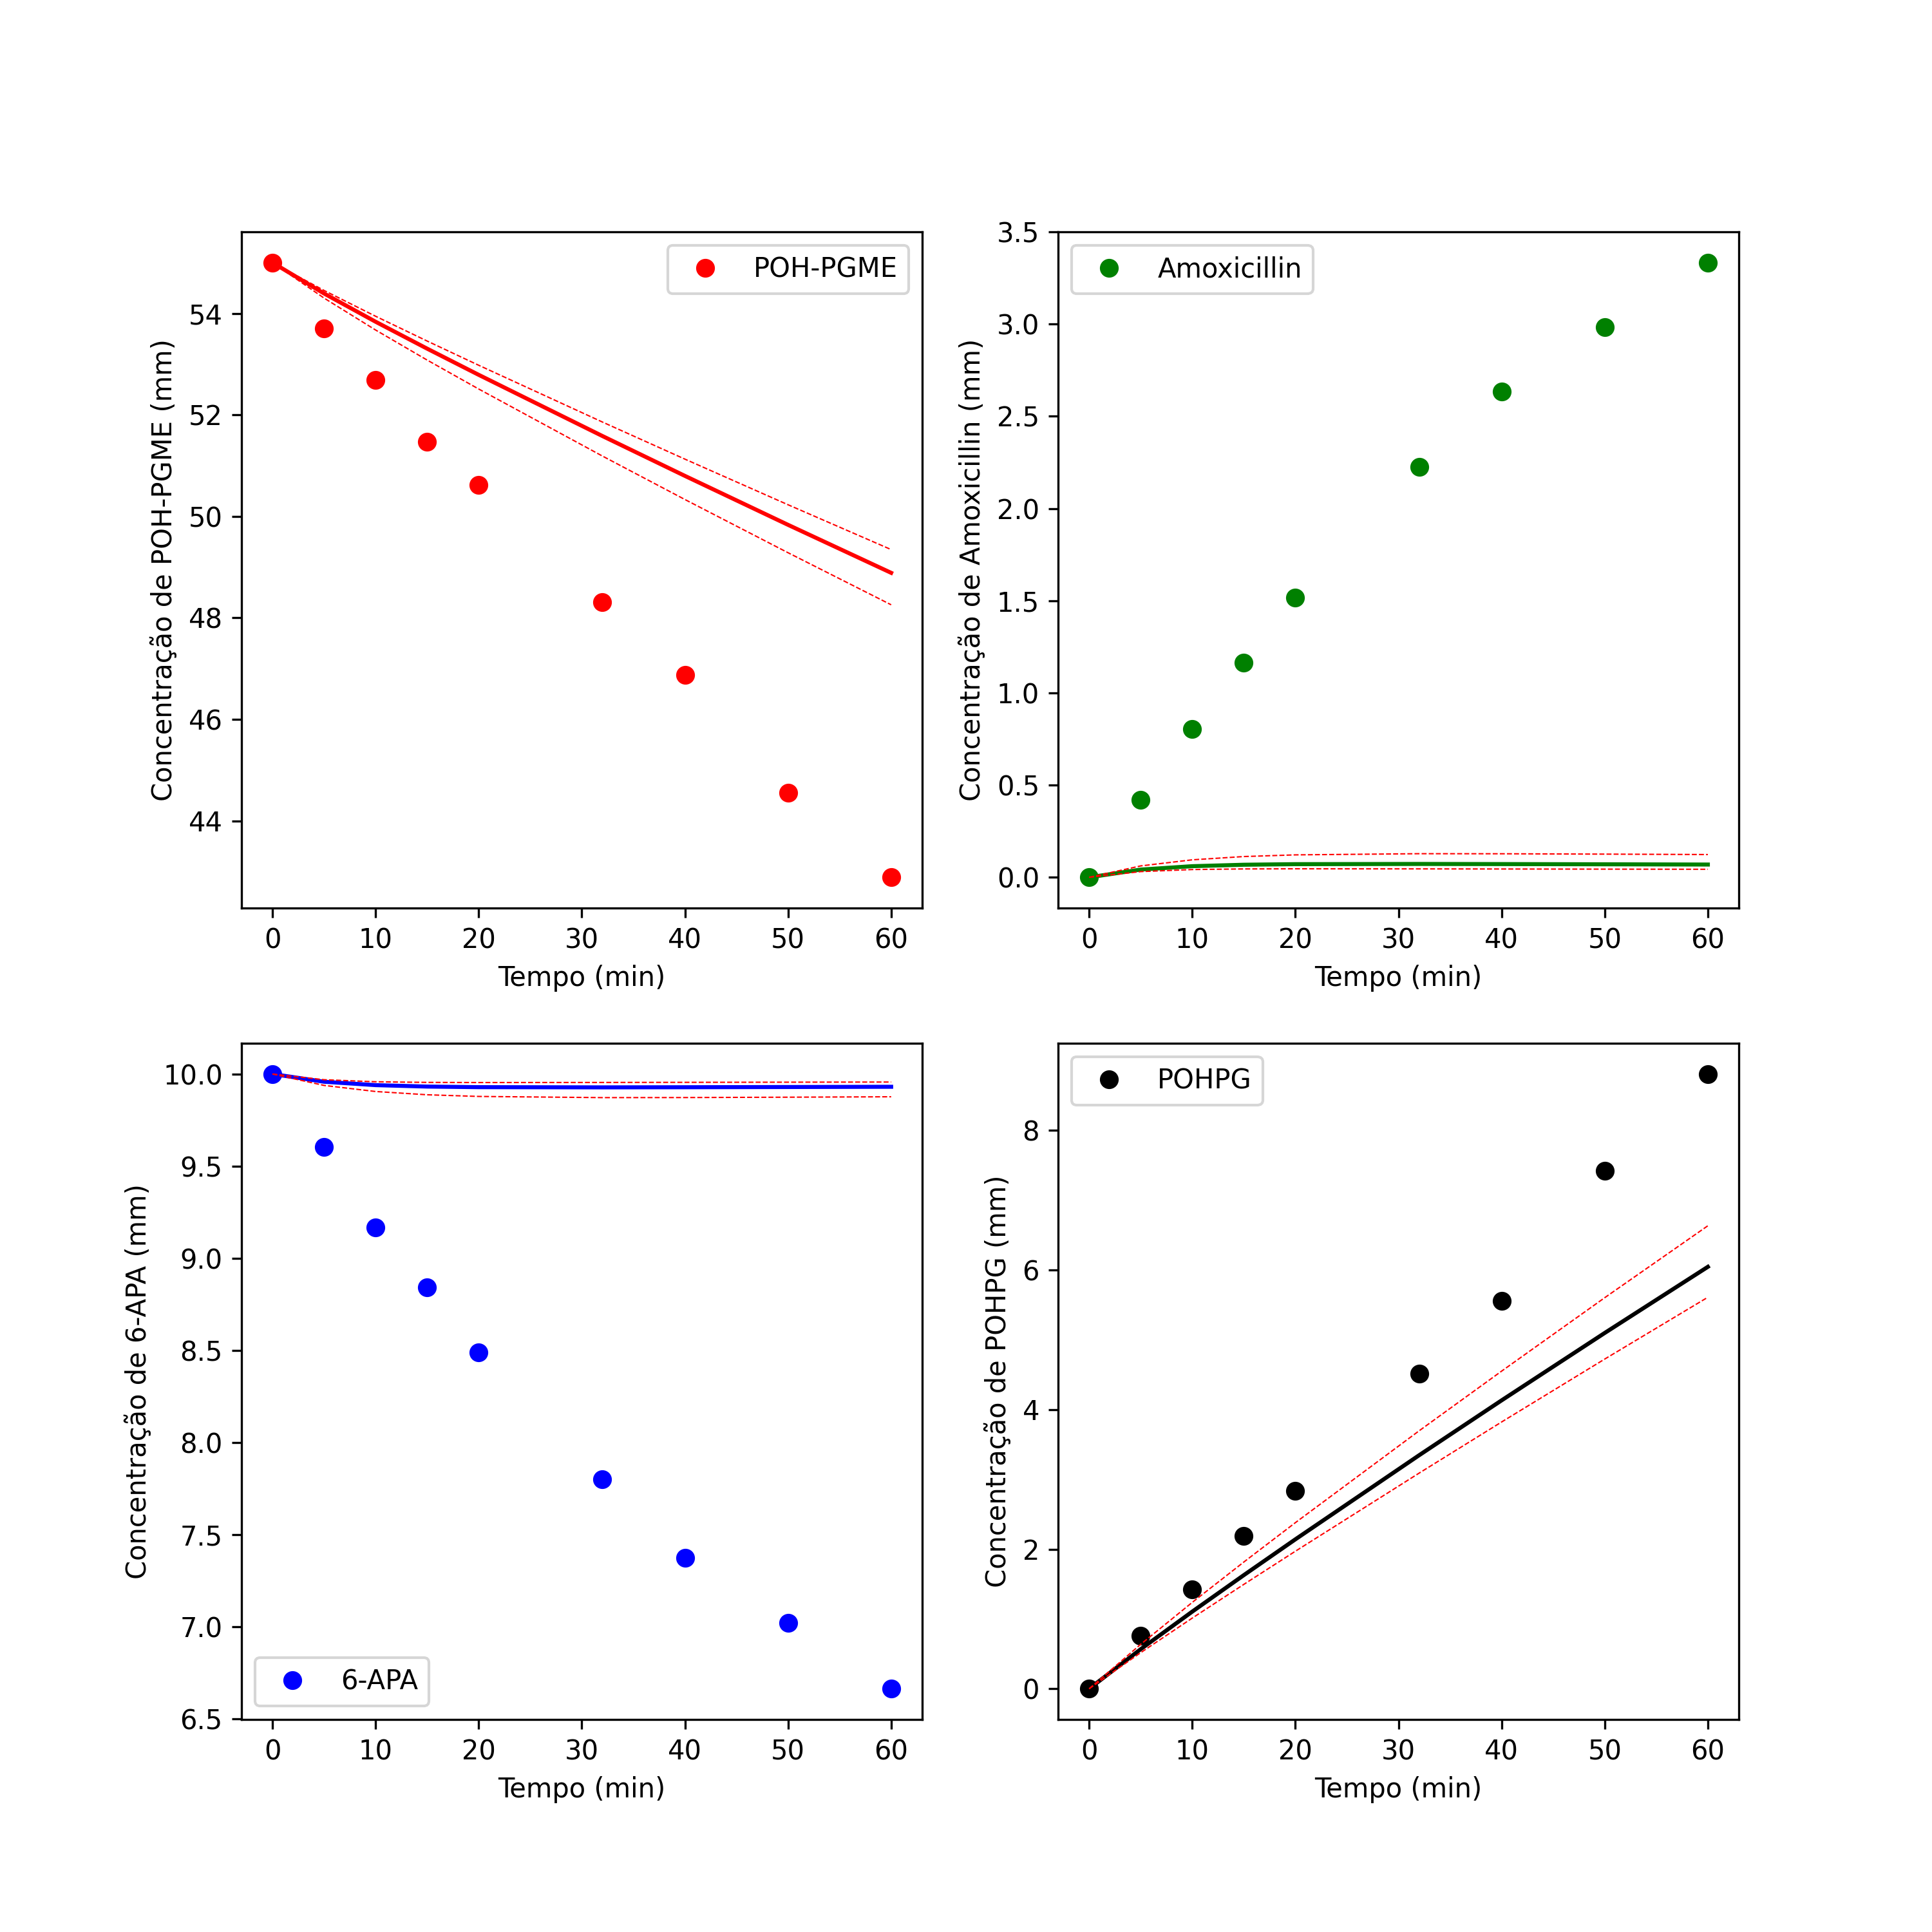 POH-PGME
54
52
50
48
46
44
Concentração de POH-PGME (mm)
0 10 20 30 40 50 60
Tempo (min)
Amoxicillin
3.5
3.0
2.5
2.0
1.5
1.0
0.5
0.0
Concentração de Amoxicillin (mm)
0 10 20 30 40 50 60
Tempo (min)
10.0
9.5
9.0
8.5
8.0
7.5
7.0
6.5
Concentração de 6-APA (mm)
6-APA
0 10 20 30 40 50 60
Tempo (min)
POHPG
8
6
4
2
0
Concentração de POHPG (mm)
0 10 20 30 40 50 60
Tempo (min)